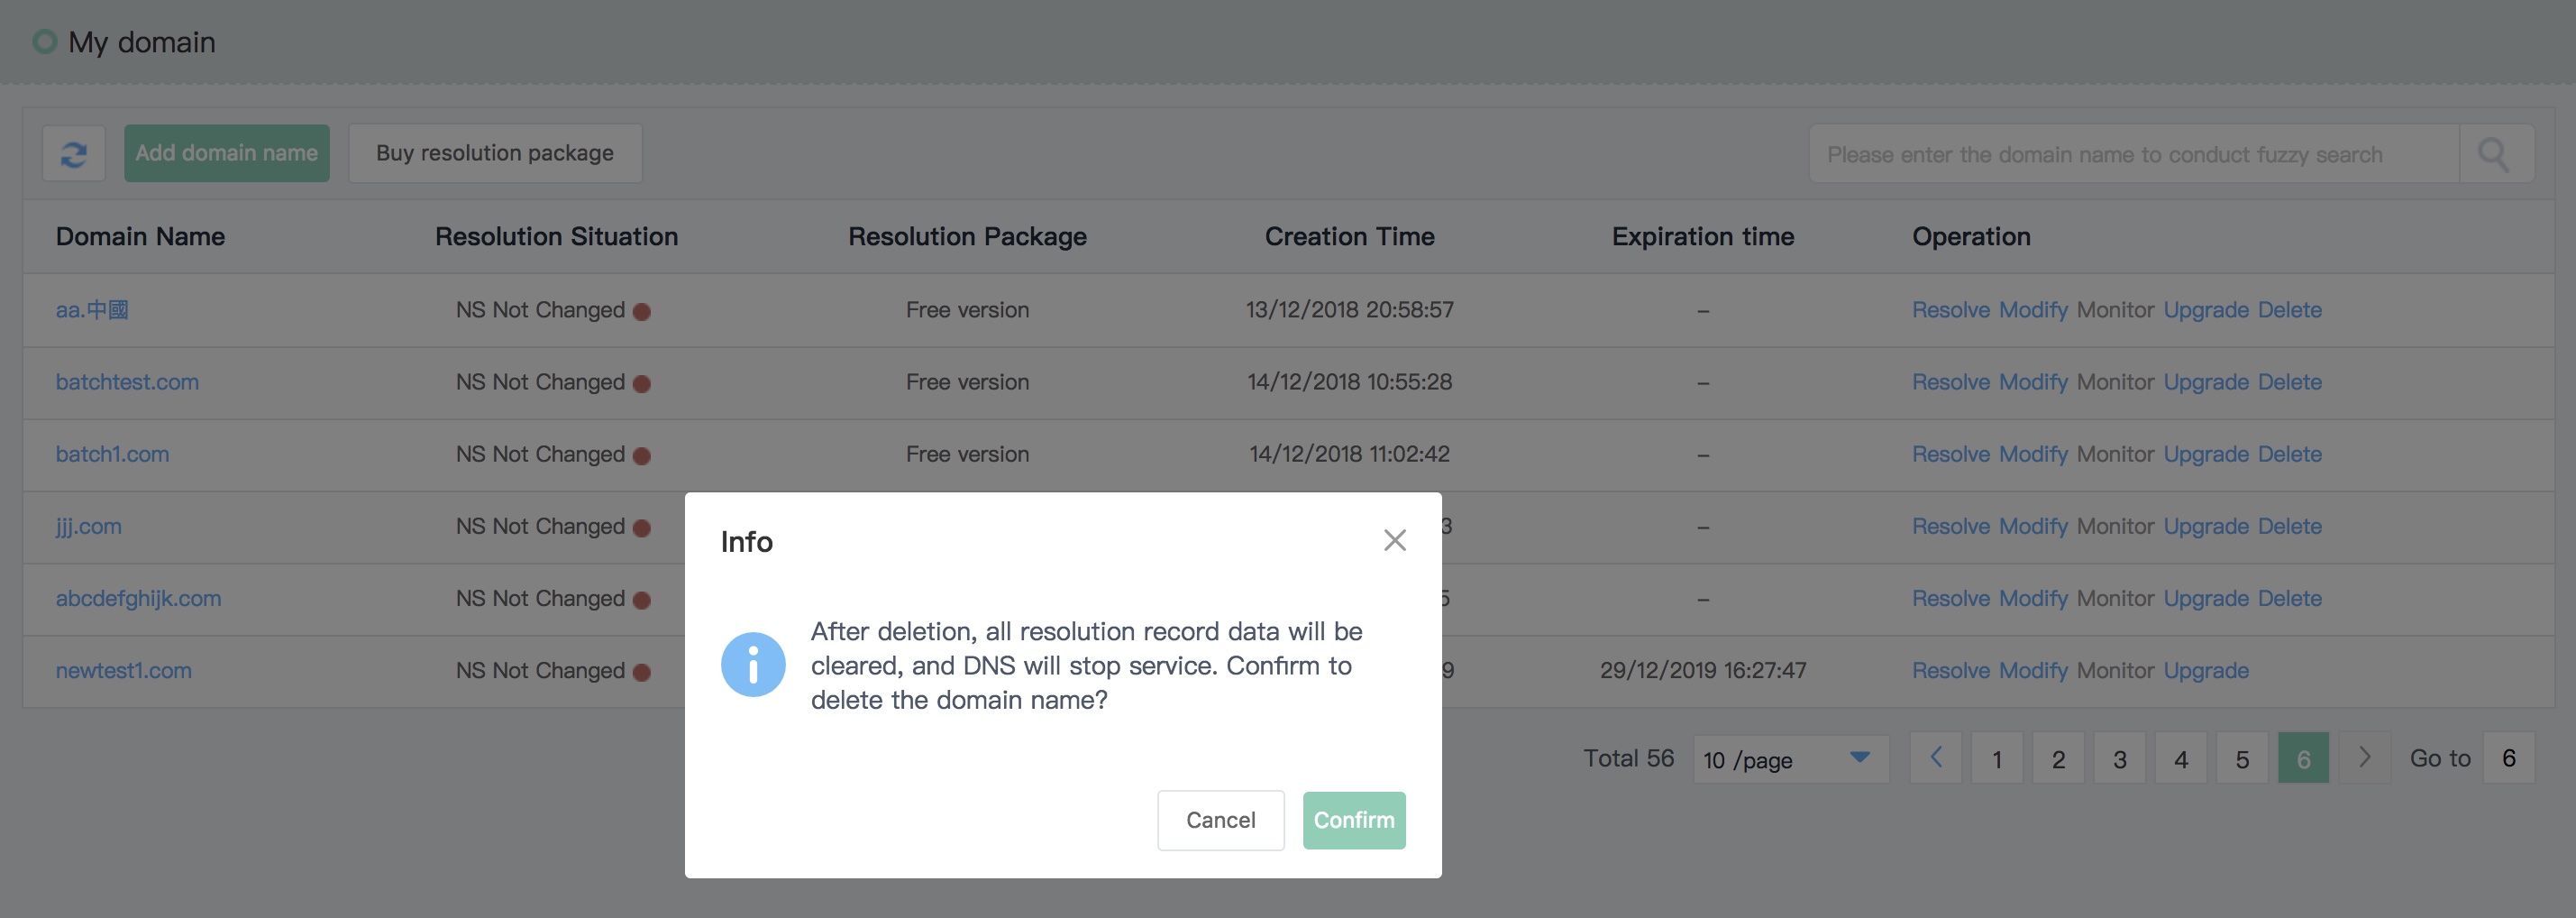 My domain
Add domain name Buy resolution package Please enter the domain name to conduct fuzzy search
Domain Name Resolution Situation Resolution Package Creation Time Expiration time Operation
aa.中國 NS Not Changed Free version 13/12/2018 20:58:57 – Resolve Modify Monitor Upgrade Delete
batchtest.com NS Not Changed Free version 14/12/2018 10:55:28 – Resolve Modify Monitor Upgrade Delete
batch1.com NS Not Changed Free version 14/12/2018 11:02:42 – Resolve Modify Monitor Upgrade Delete
jjj.com NS Not Changed 3 – Resolve Modify Monitor Upgrade Delete
abcdefghijk.com NS Not Changed – Resolve Modify Monitor Upgrade Delete
newtest1.com NS Not Changed 9 29/12/2019 16:27:47 Resolve Modify Monitor Upgrade
Info
After deletion, all resolution record data will be
cleared, and DNS will stop service. Confirm to
delete the domain name?
Cancel Confirm
Total 56 10 /page 1 2 3 4 5 6 Go to 6